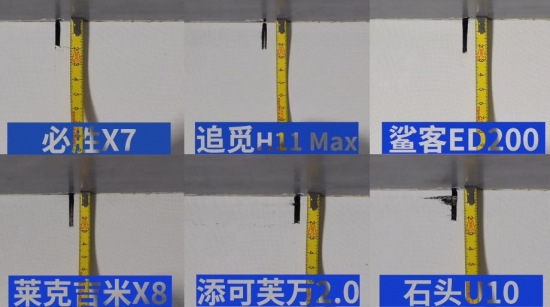 必胜X7
追觅H11 Max
鲨客ED200
莱克吉米X8
添可芙万2.0
石头U10